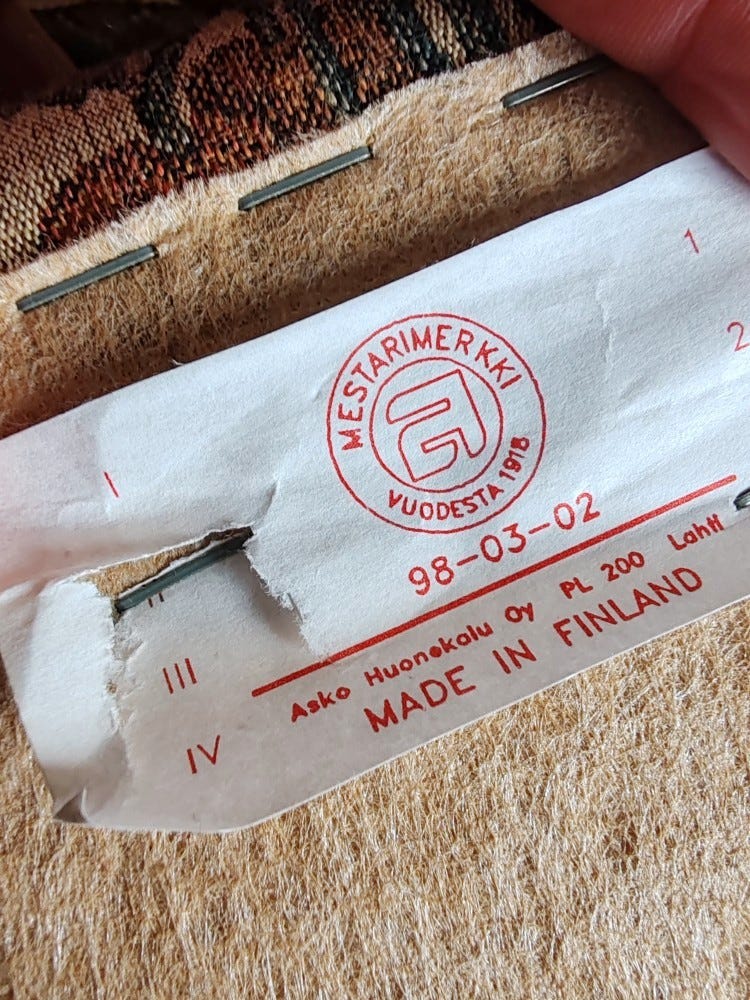 1
2
MESTARIMERKKI
VUODESTA 1918
98-03-02
I
II
III
IV
Asko Huonekalu Oy PL 200 Lahti
MADE IN FINLAND